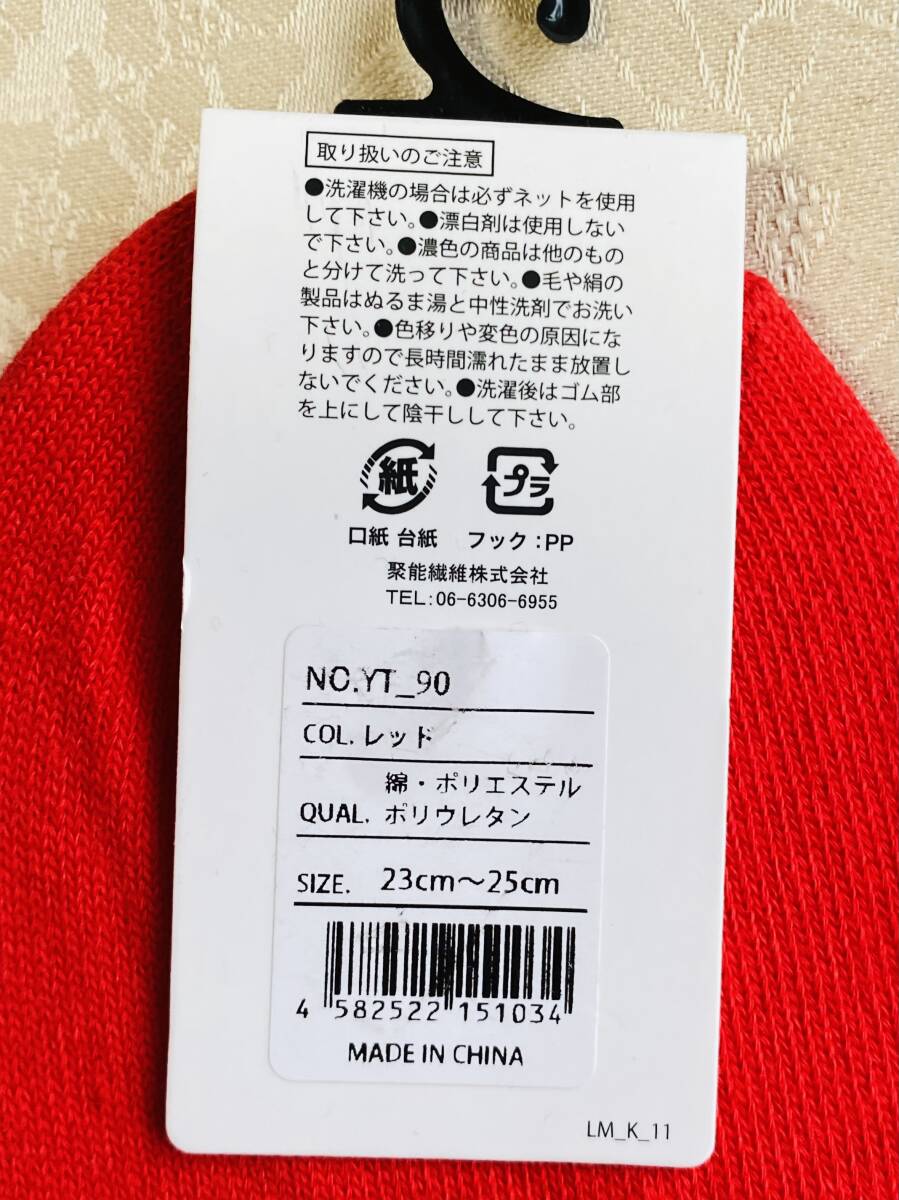 取り扱いのご注意
●洗濯機の場合は必ずネットを使用
して下さい。●漂白剤は使用しない
で下さい。●濃色の商品は他のもの
と分けて洗って下さい。●毛や絹の
製品はぬるま湯と中性洗剤でお洗い
下さい。●色移りや変色の原因にな
りますので長時間濡れたまま放置し
ないでください。●洗濯後はゴム部
を上にして陰干しして下さい。
紙 プラ
口紙 台紙 フック：PP
聚能繊維株式会社
TEL：06-6306-6955
NO.YT_90
COL. レッド
綿・ポリエステル
QUAL. ポリウレタン
SIZE. 23cm～25cm
4 582522 151034
MADE IN CHINA
LM_K_11